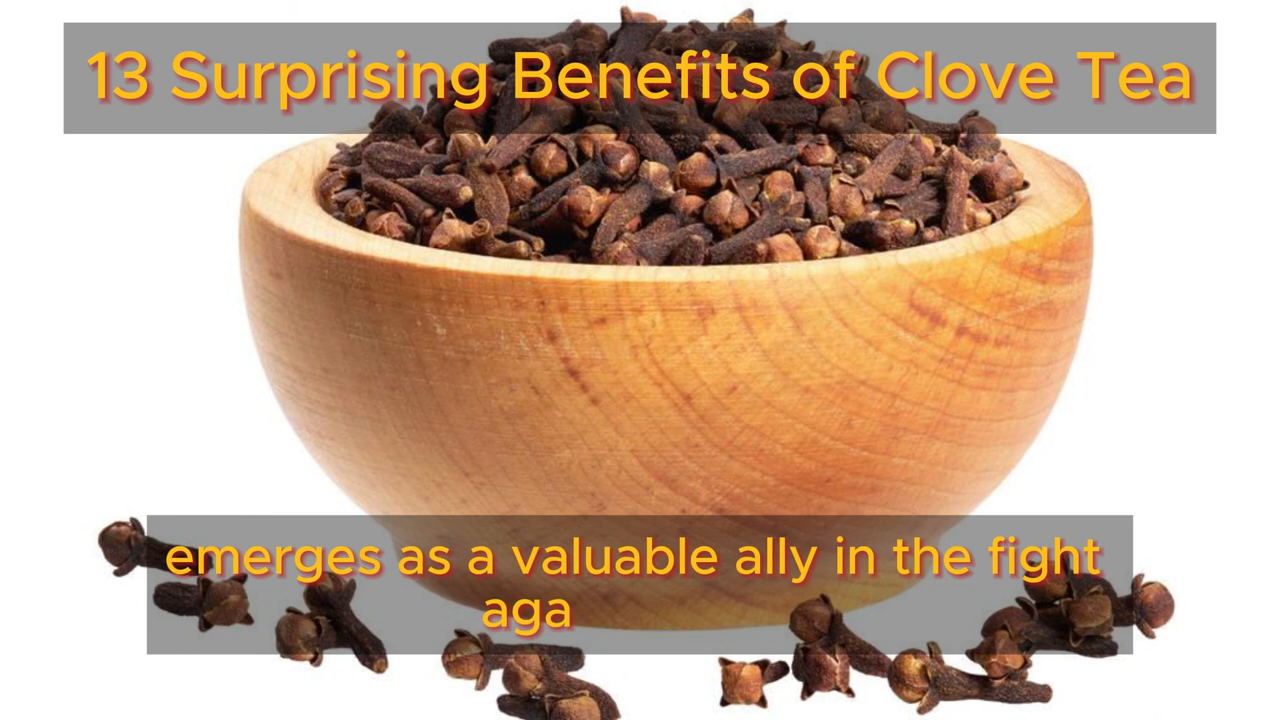 13 Surprising Benefits of Clove Tea
emerges as a valuable ally in the fight
aga